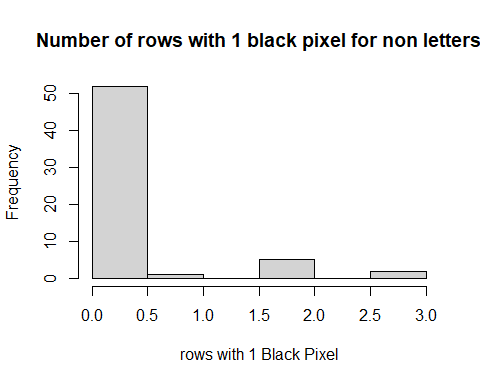 Number of rows with 1 black pixel for non letters
Frequency
50
40
30
20
10
0
0.0 0.5 1.0 1.5 2.0 2.5 3.0
rows with 1 Black Pixel